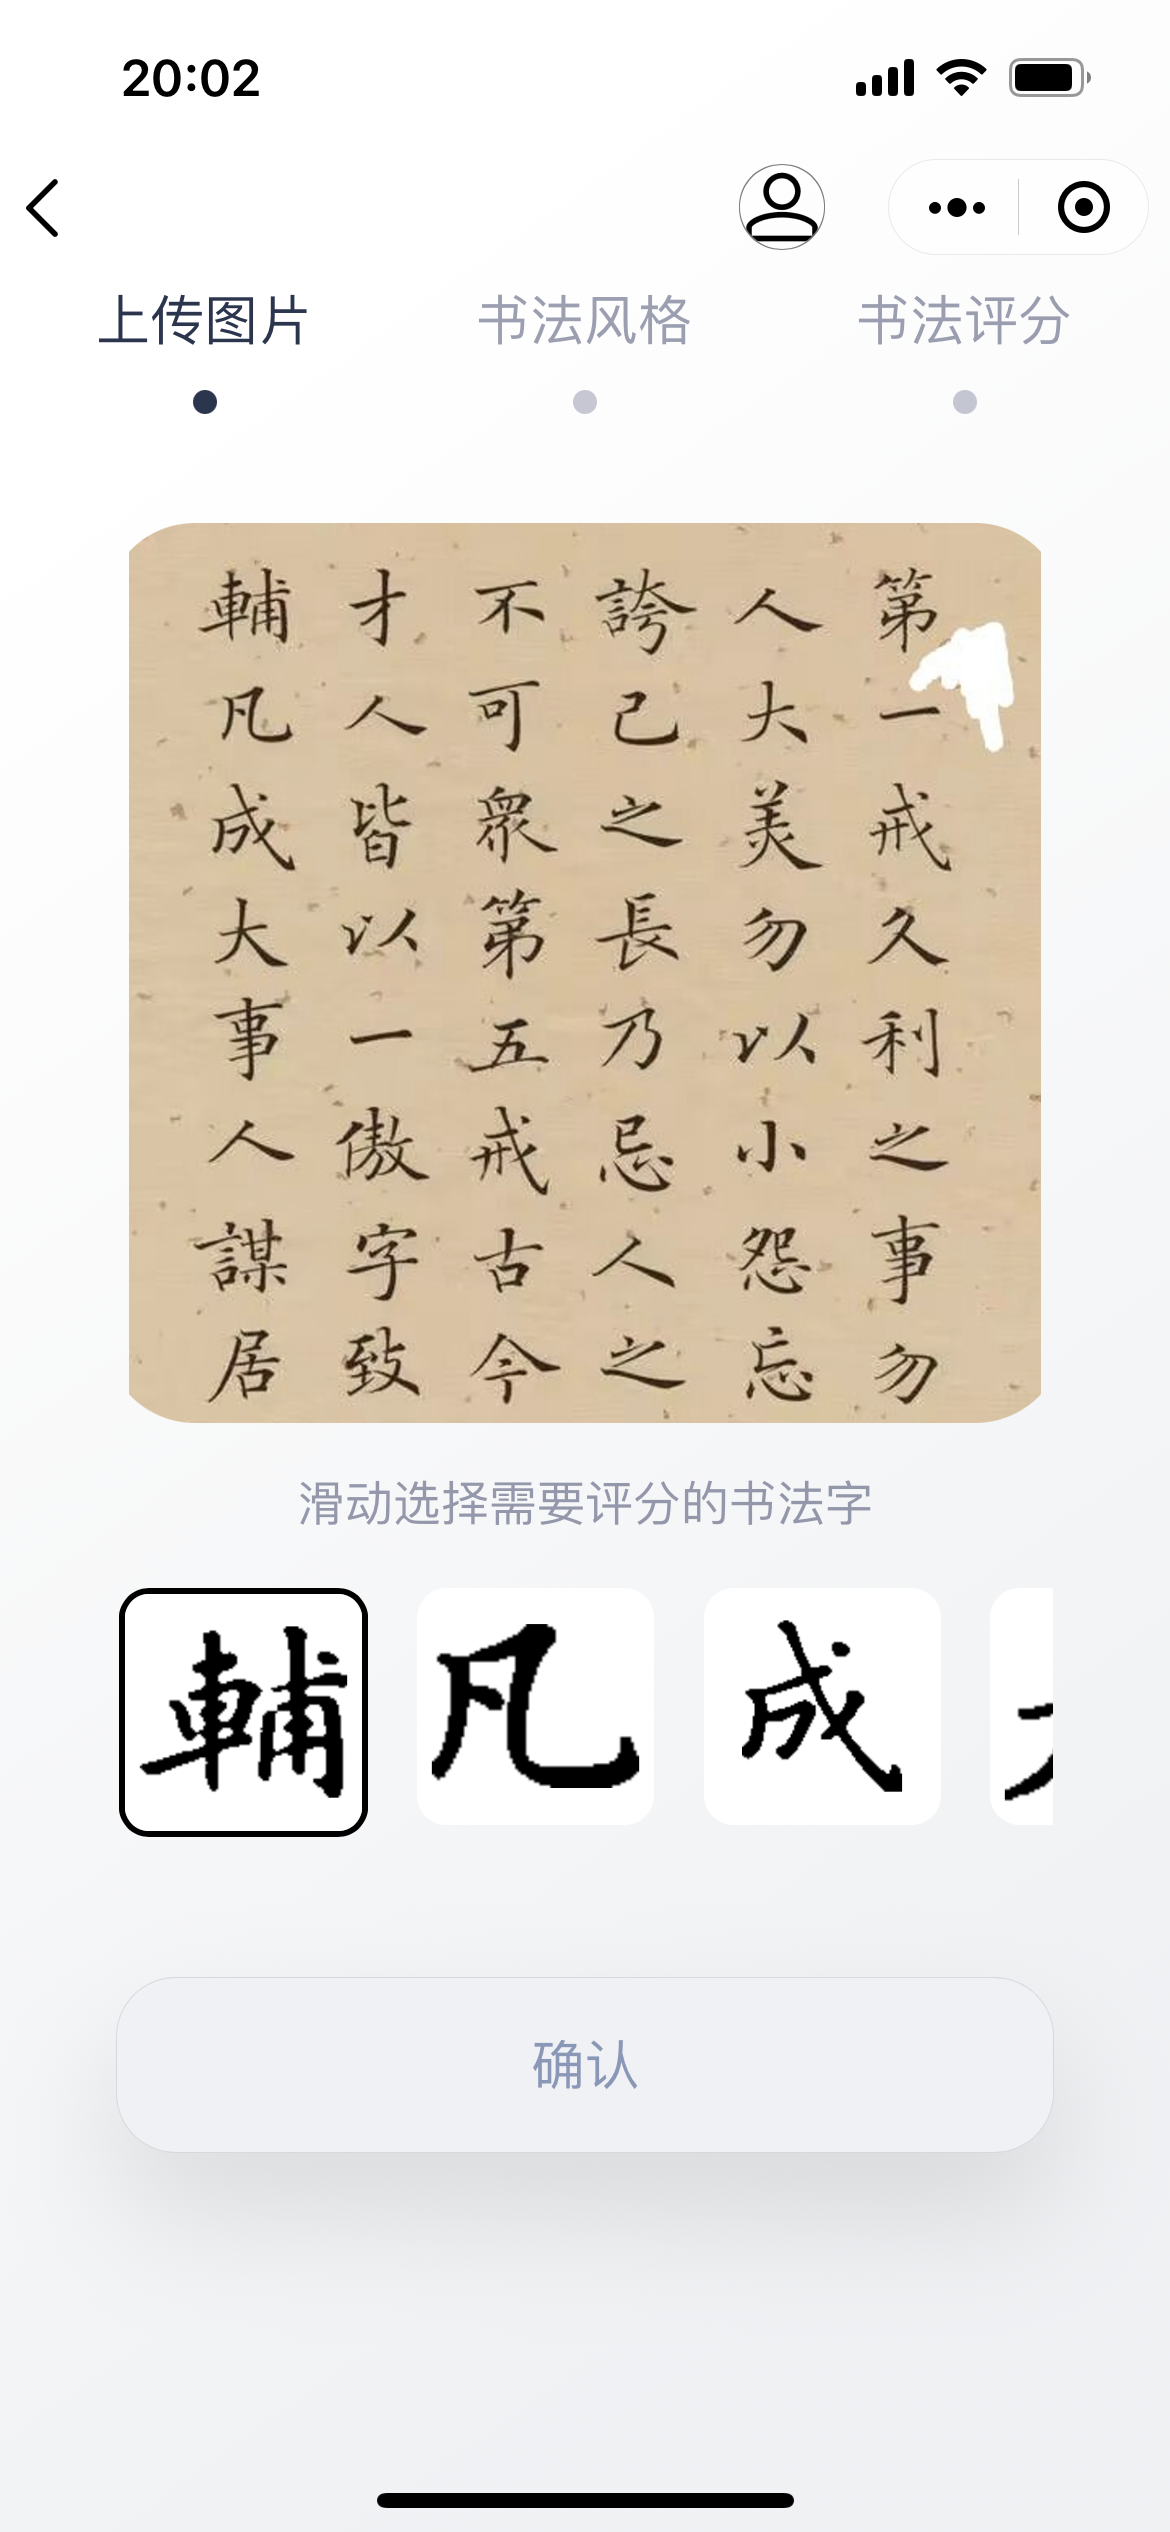 20:02
上传图片
书法风格
书法评分
第一戒久利之事勿
人大美勿以小怨忘
誇己之長乃忌人之
不可衆第五戒古今
才人皆以一傲字致
輔凡成大事人謀居
滑动选择需要评分的书法字
輔
凡
成
确认